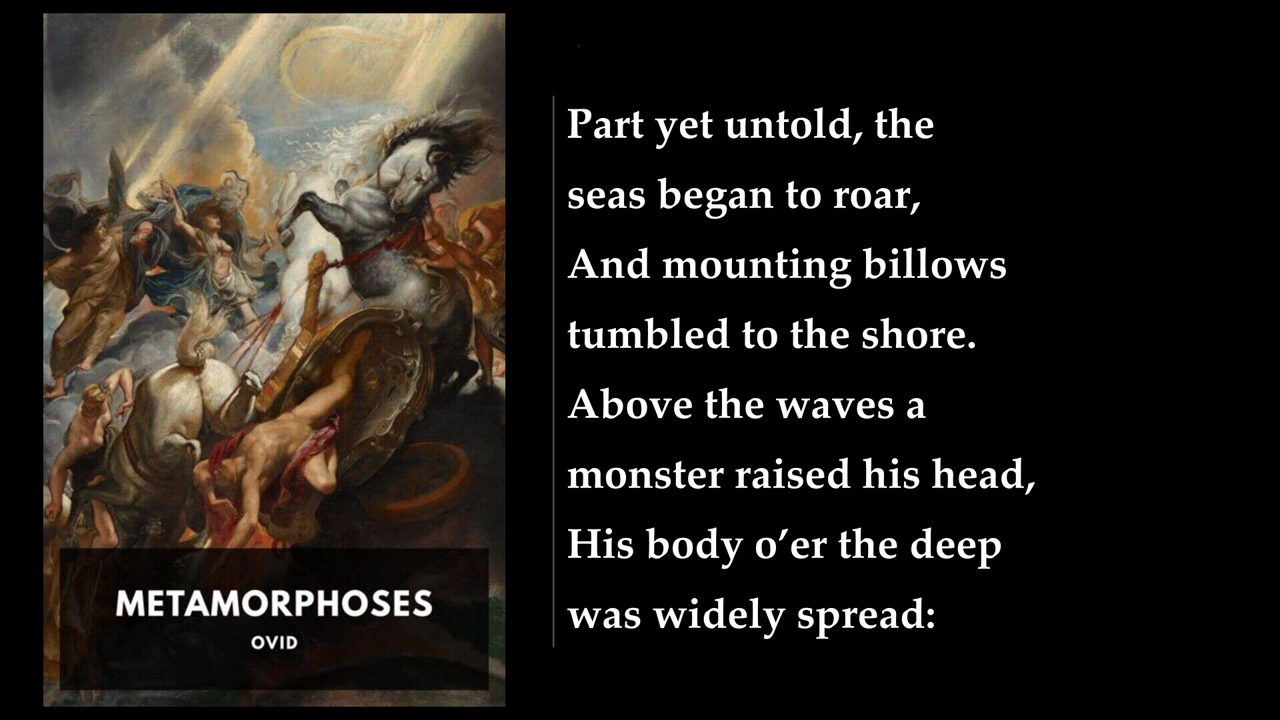 METAMORPHOSES
OVID
Part yet untold, the
seas began to roar,
And mounting billows
tumbled to the shore.
Above the waves a
monster raised his head,
His body o’er the deep
was widely spread: